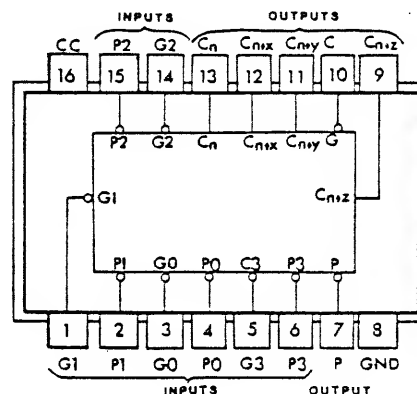 INPUTS OUTPUTS
CC P2 G2 Cn Cn+x Cn+y C Cn+z
16 15 14 13 12 11 10 9
P2 G2 Cn Cn+x Cn+y G
G1 Cn+z
P1 G0 P0 C3 P3 P
1 2 3 4 5 6 7 8
G1 P1 G0 P0 G3 P3 P GND
INPUTS OUTPUT